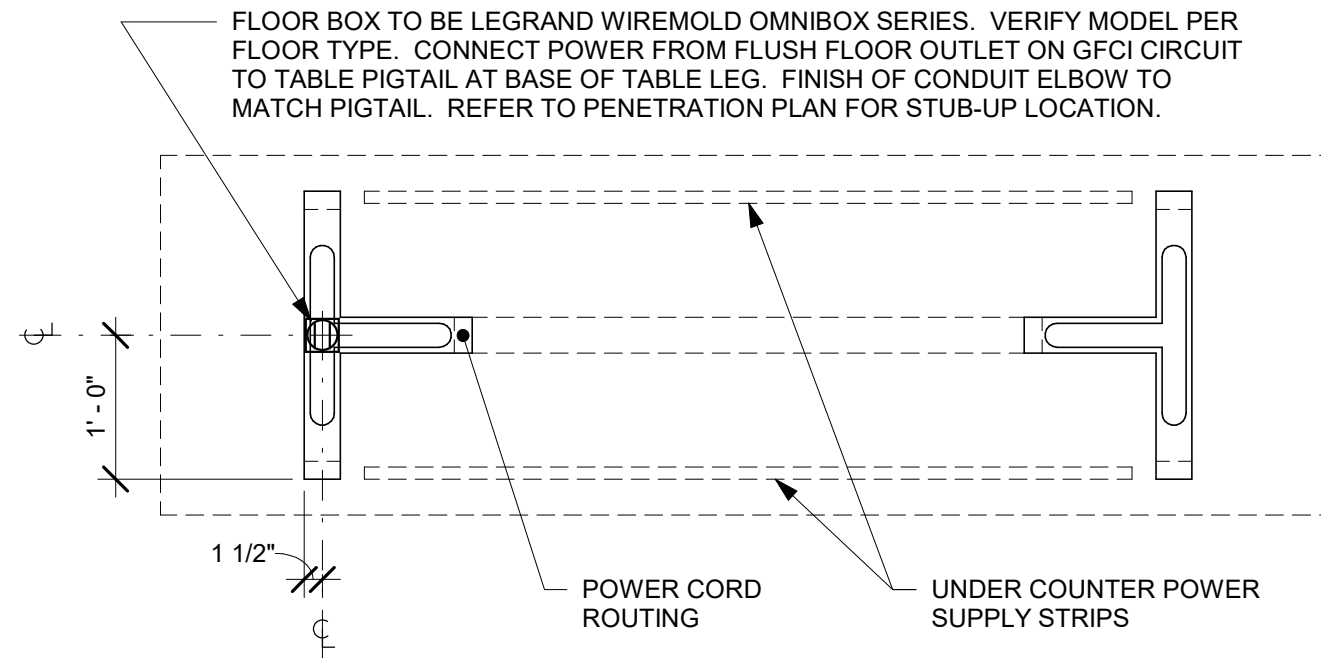 FLOOR BOX TO BE LEGRAND WIREMOLD OMNIBOX SERIES. VERIFY MODEL PER
FLOOR TYPE. CONNECT POWER FROM FLUSH FLOOR OUTLET ON GFCI CIRCUIT
TO TABLE PIGTAIL AT BASE OF TABLE LEG. FINISH OF CONDUIT ELBOW TO
MATCH PIGTAIL. REFER TO PENETRATION PLAN FOR STUB-UP LOCATION.
CL
1' - 0"
1 1/2"
CL
POWER CORD
ROUTING
UNDER COUNTER POWER
SUPPLY STRIPS